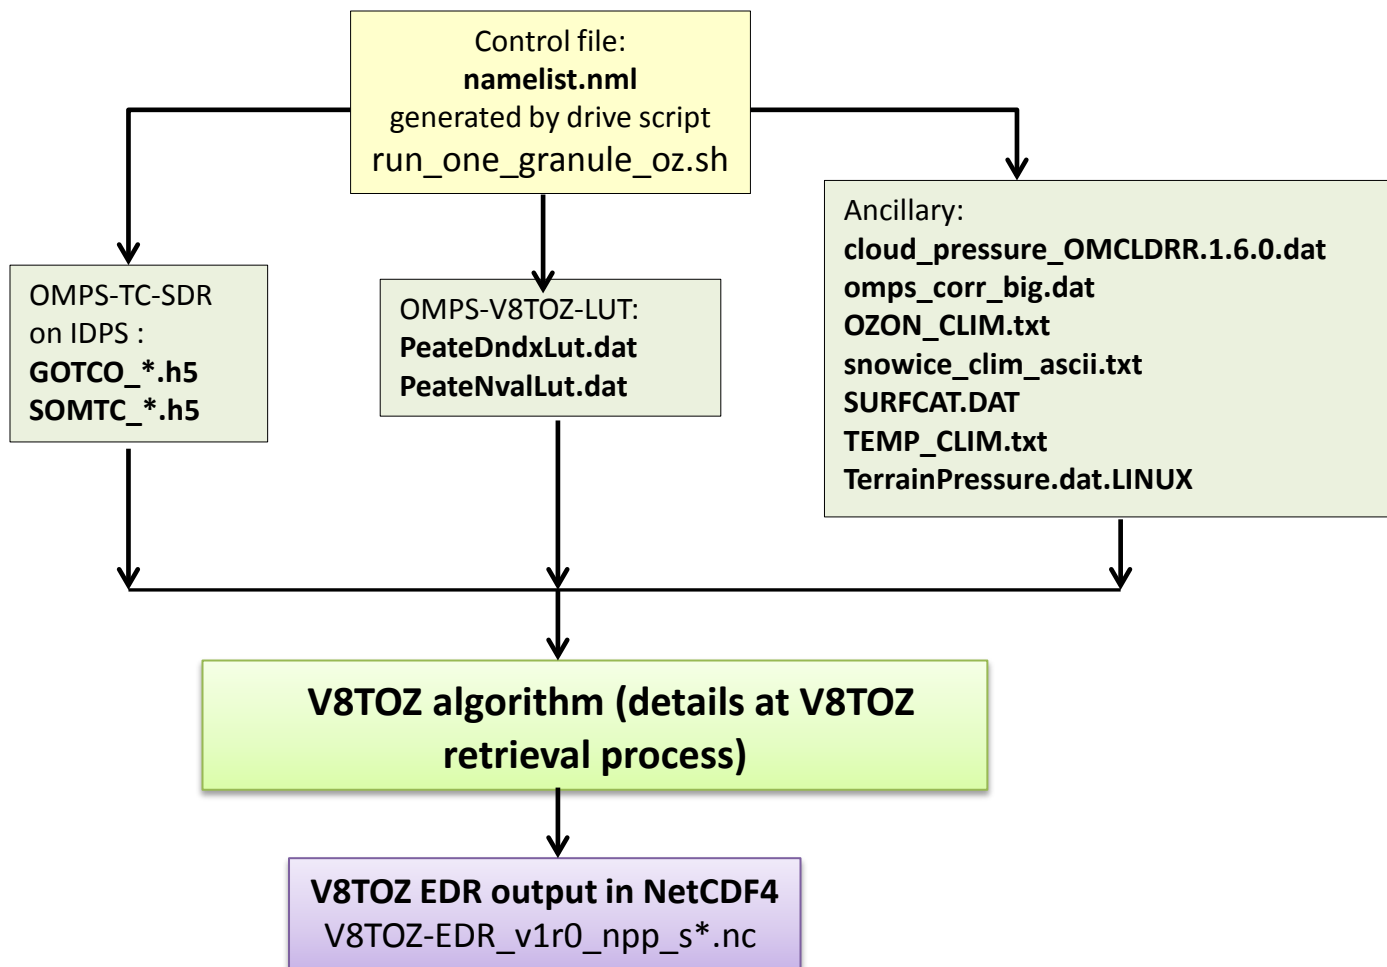 Control file:
namelist.nml
generated by drive script
run_one_granule_oz.sh
OMPS-TC-SDR
on IDPS :
GOTCO_*.h5
SOMTC_*.h5
OMPS-V8TOZ-LUT:
PeateDndxLut.dat
PeateNvalLut.dat
Ancillary:
cloud_pressure_OMCLDRR.1.6.0.dat
omps_corr_big.dat
OZON_CLIM.txt
snowice_clim_ascii.txt
SURFCAT.DAT
TEMP_CLIM.txt
TerrainPressure.dat.LINUX
V8TOZ algorithm (details at V8TOZ
retrieval process)
V8TOZ EDR output in NetCDF4
V8TOZ-EDR_v1r0_npp_s*.nc